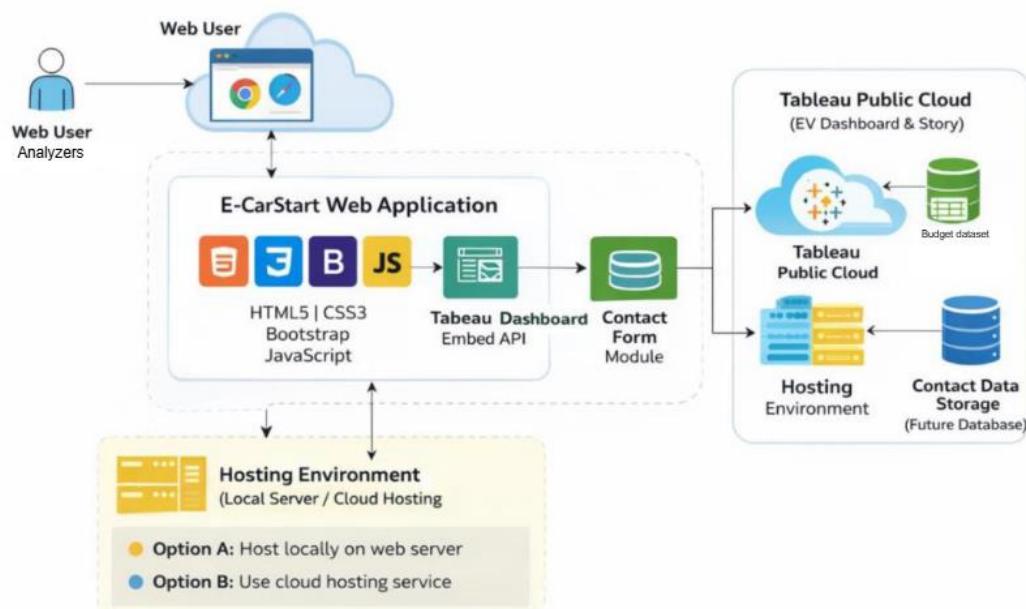 Web User
Web User
Analyzers
E-CarStart Web Application
JS
B
HTML5 | CSS3
Bootstrap
JavaScript
Tabeau Dashboard
Embed API
Contact
Form
Module
Tableau Public Cloud
(EV Dashboard & Story)
Budget dataset
Tableau
Public Cloud
Hosting
Environment
Contact Data
Storage
(Future Database)
Hosting Environment
(Local Server / Cloud Hosting
Option A: Host locally on web server
Option B: Use cloud hosting service